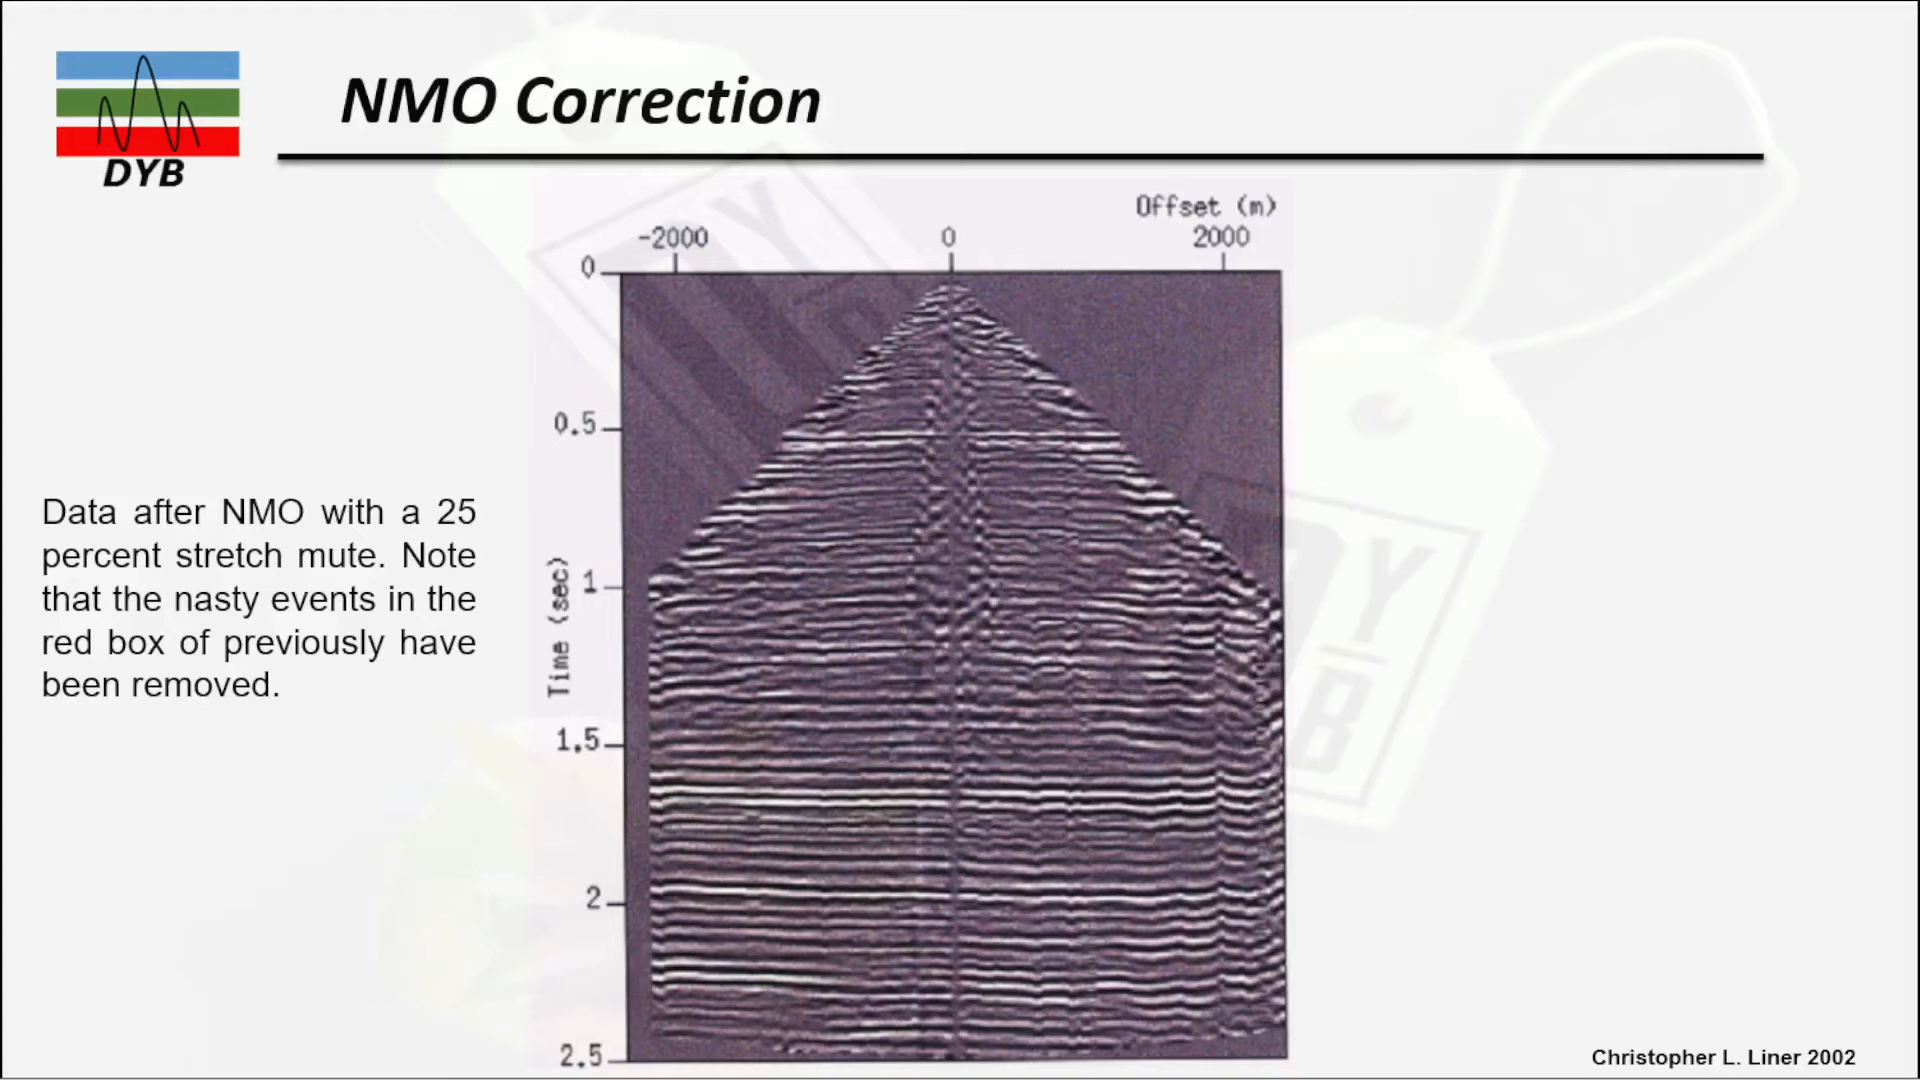 DYB
NMO Correction
Offset (m)
-2000 0 2000
0
0.5
1
1.5
2
2.5
Time (sec)
Data after NMO with a 25
percent stretch mute. Note
that the nasty events in the
red box of previously have
been removed.
Christopher L. Liner 2002